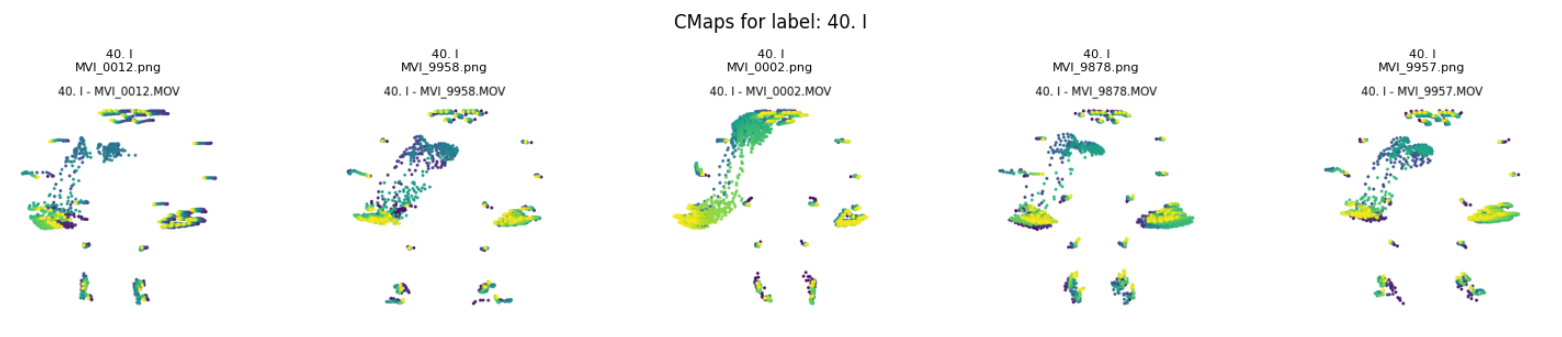 CMaps for label: 40. I
40. I
MVI_0012.png
40. I - MVI_0012.MOV
40. I
MVI_9958.png
40. I - MVI_9958.MOV
40. I
MVI_0002.png
40. I - MVI_0002.MOV
40. I
MVI_9878.png
40. I - MVI_9878.MOV
40. I
MVI_9957.png
40. I - MVI_9957.MOV